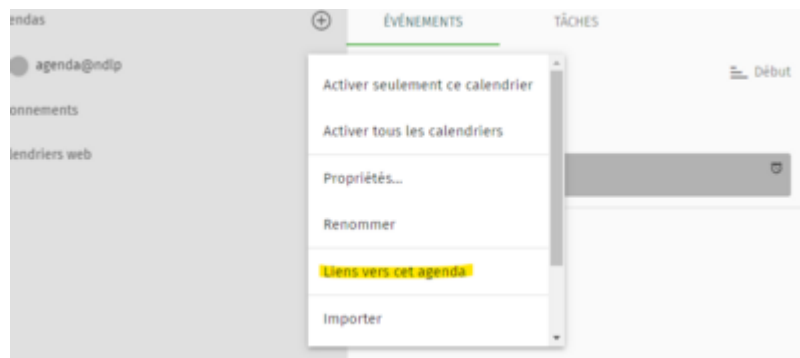 endas
ÉVÉNEMENTS
TÂCHES
agenda@ndlp
Début
onnements
lendriers web
Activer seulement ce calendrier
Activer tous les calendriers
Propriétés...
Renommer
Liens vers cet agenda
Importer